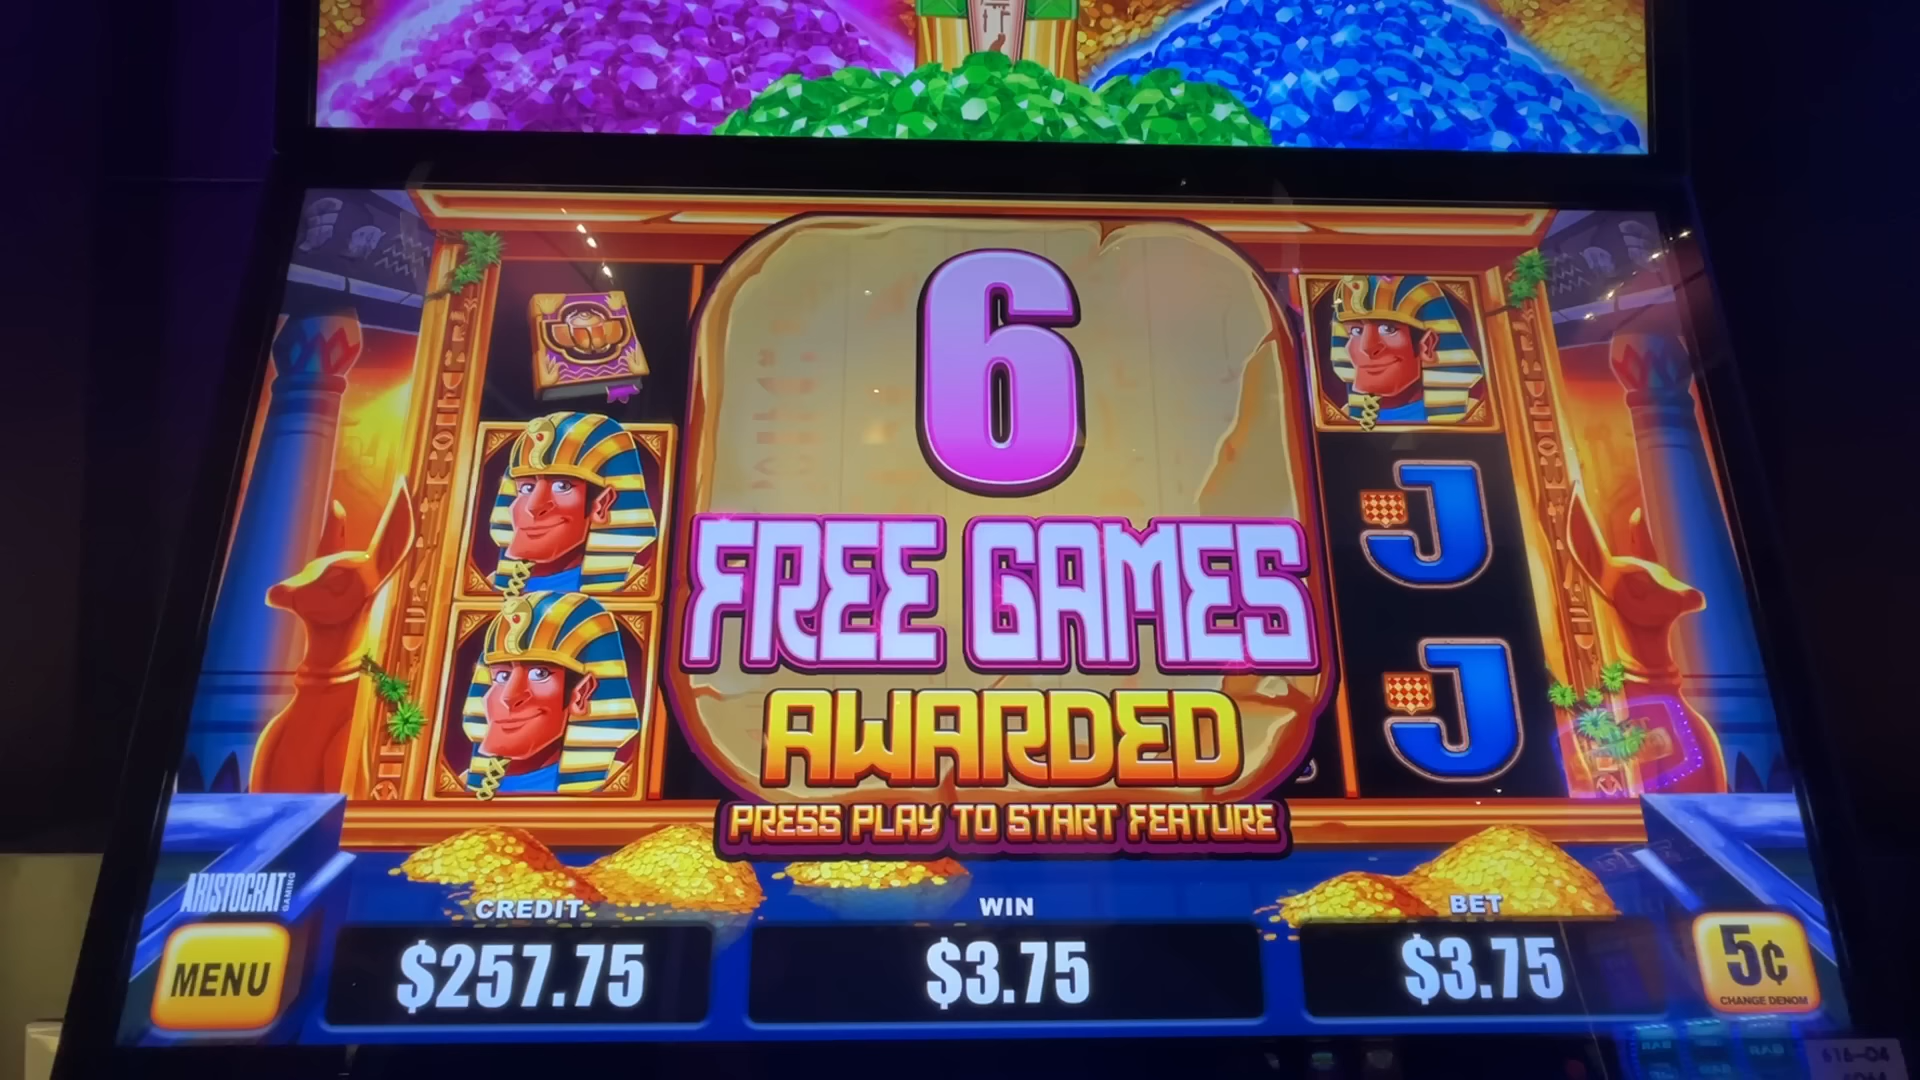 6
FREE GAMES
AWARDED
PRESS PLAY TO START FEATURE
J
J
ARISTOCRAT
GAMING
CREDIT
WIN
BET
MENU
$257.75
$3.75
$3.75
5¢
CHANGE DENOM